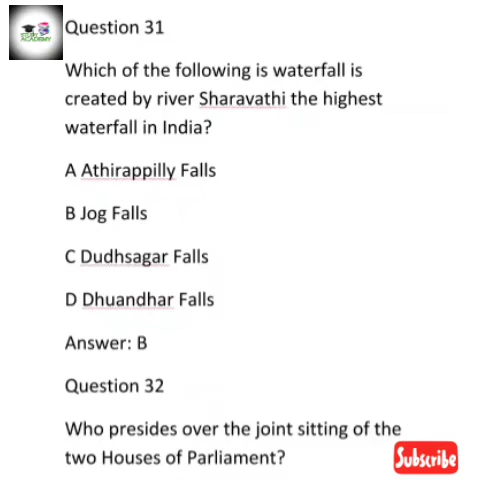 STUDY
ACADEMY
Question 31
Which of the following is waterfall is
created by river Sharavathi the highest
waterfall in India?
A Athirappilly Falls
B Jog Falls
C Dudhsagar Falls
D Dhuandhar Falls
Answer: B
Question 32
Who presides over the joint sitting of the
two Houses of Parliament?
Subscribe